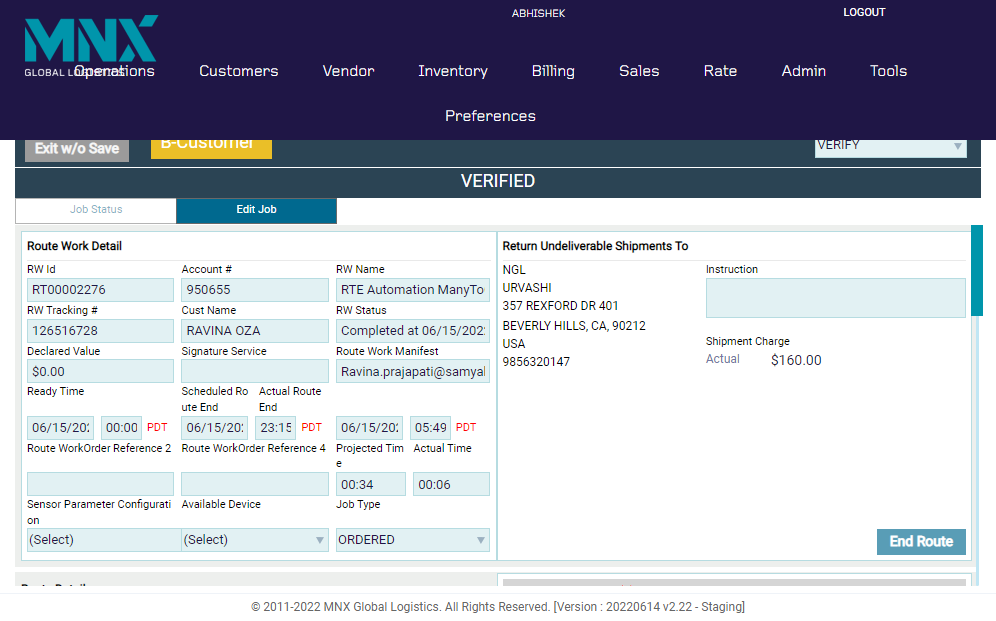 ABHISHEK
LOGOUT
MNX
GLOBAL
Operations
Customers
Vendor
Inventory
Billing
Sales
Rate
Admin
Tools
Preferences
Exit w/o Save
B-Customer
VERIFY
VERIFIED
Job Status
Edit Job
Route Work Detail
RW Id
Account #
RW Name
RT00002276
950655
RTE Automation ManyTo
RW Tracking #
Cust Name
RW Status
126516728
RAVINA OZA
Completed at 06/15/202
Declared Value
Signature Service
Route Work Manifest
$0.00
Ravina.prajapati@samyal
Ready Time
Scheduled Ro
ute End
Actual Route
End
06/15/202
00:00
PDT
06/15/202
23:15
PDT
06/15/202
05:49
PDT
Route WorkOrder Reference 2
Route WorkOrder Reference 4
Projected Tim
e
Actual Time
00:34
00:06
Sensor Parameter Configurati
on
Available Device
Job Type
(Select)
(Select)
ORDERED
Return Undeliverable Shipments To
NGL
URVASHI
357 REXFORD DR 401
BEVERLY HILLS, CA, 90212
USA
9856320147
Instruction
Shipment Charge
Actual
$160.00
End Route
© 2011-2022 MNX Global Logistics. All Rights Reserved. [Version : 20220614 v2.22 - Staging]